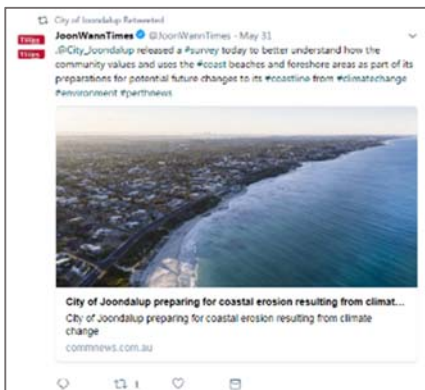 City of Joondalup Retweeted
Times
Times
JoonWannTimes @JoonWannTimes · May 31
.@City_Joondalup released a #survey today to better understand how the
community values and uses the #coast beaches and foreshore areas as part of its
preparations for potential future changes to its #coastline from #climatechange
#environment #perthnews
City of Joondalup preparing for coastal erosion resulting from climat...
City of Joondalup preparing for coastal erosion resulting from climate
change
commnews.com.au
1